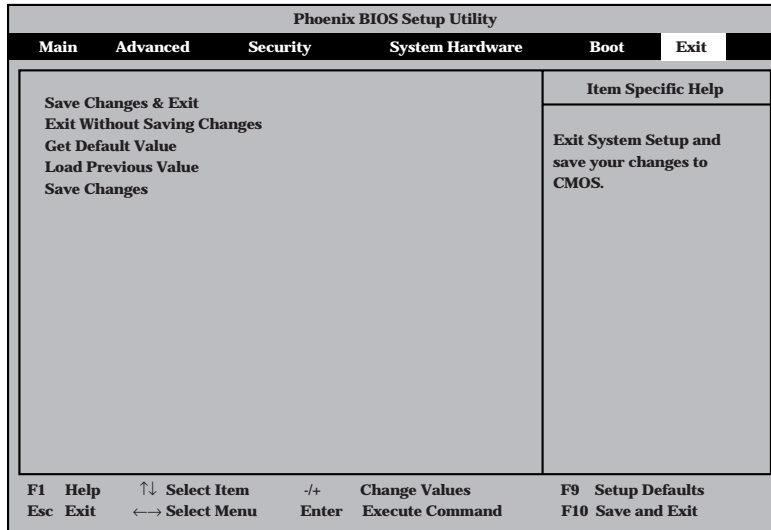 Phoenix BIOS Setup Utility
Main Advanced Security System Hardware Boot Exit
Save Changes & Exit
Exit Without Saving Changes
Get Default Value
Load Previous Value
Save Changes
Item Specific Help
Exit System Setup and
save your changes to
CMOS.
F1 Help ↑↓ Select Item -/+ Change Values F9 Setup Defaults
Esc Exit ←→ Select Menu Enter Execute Command F10 Save and Exit